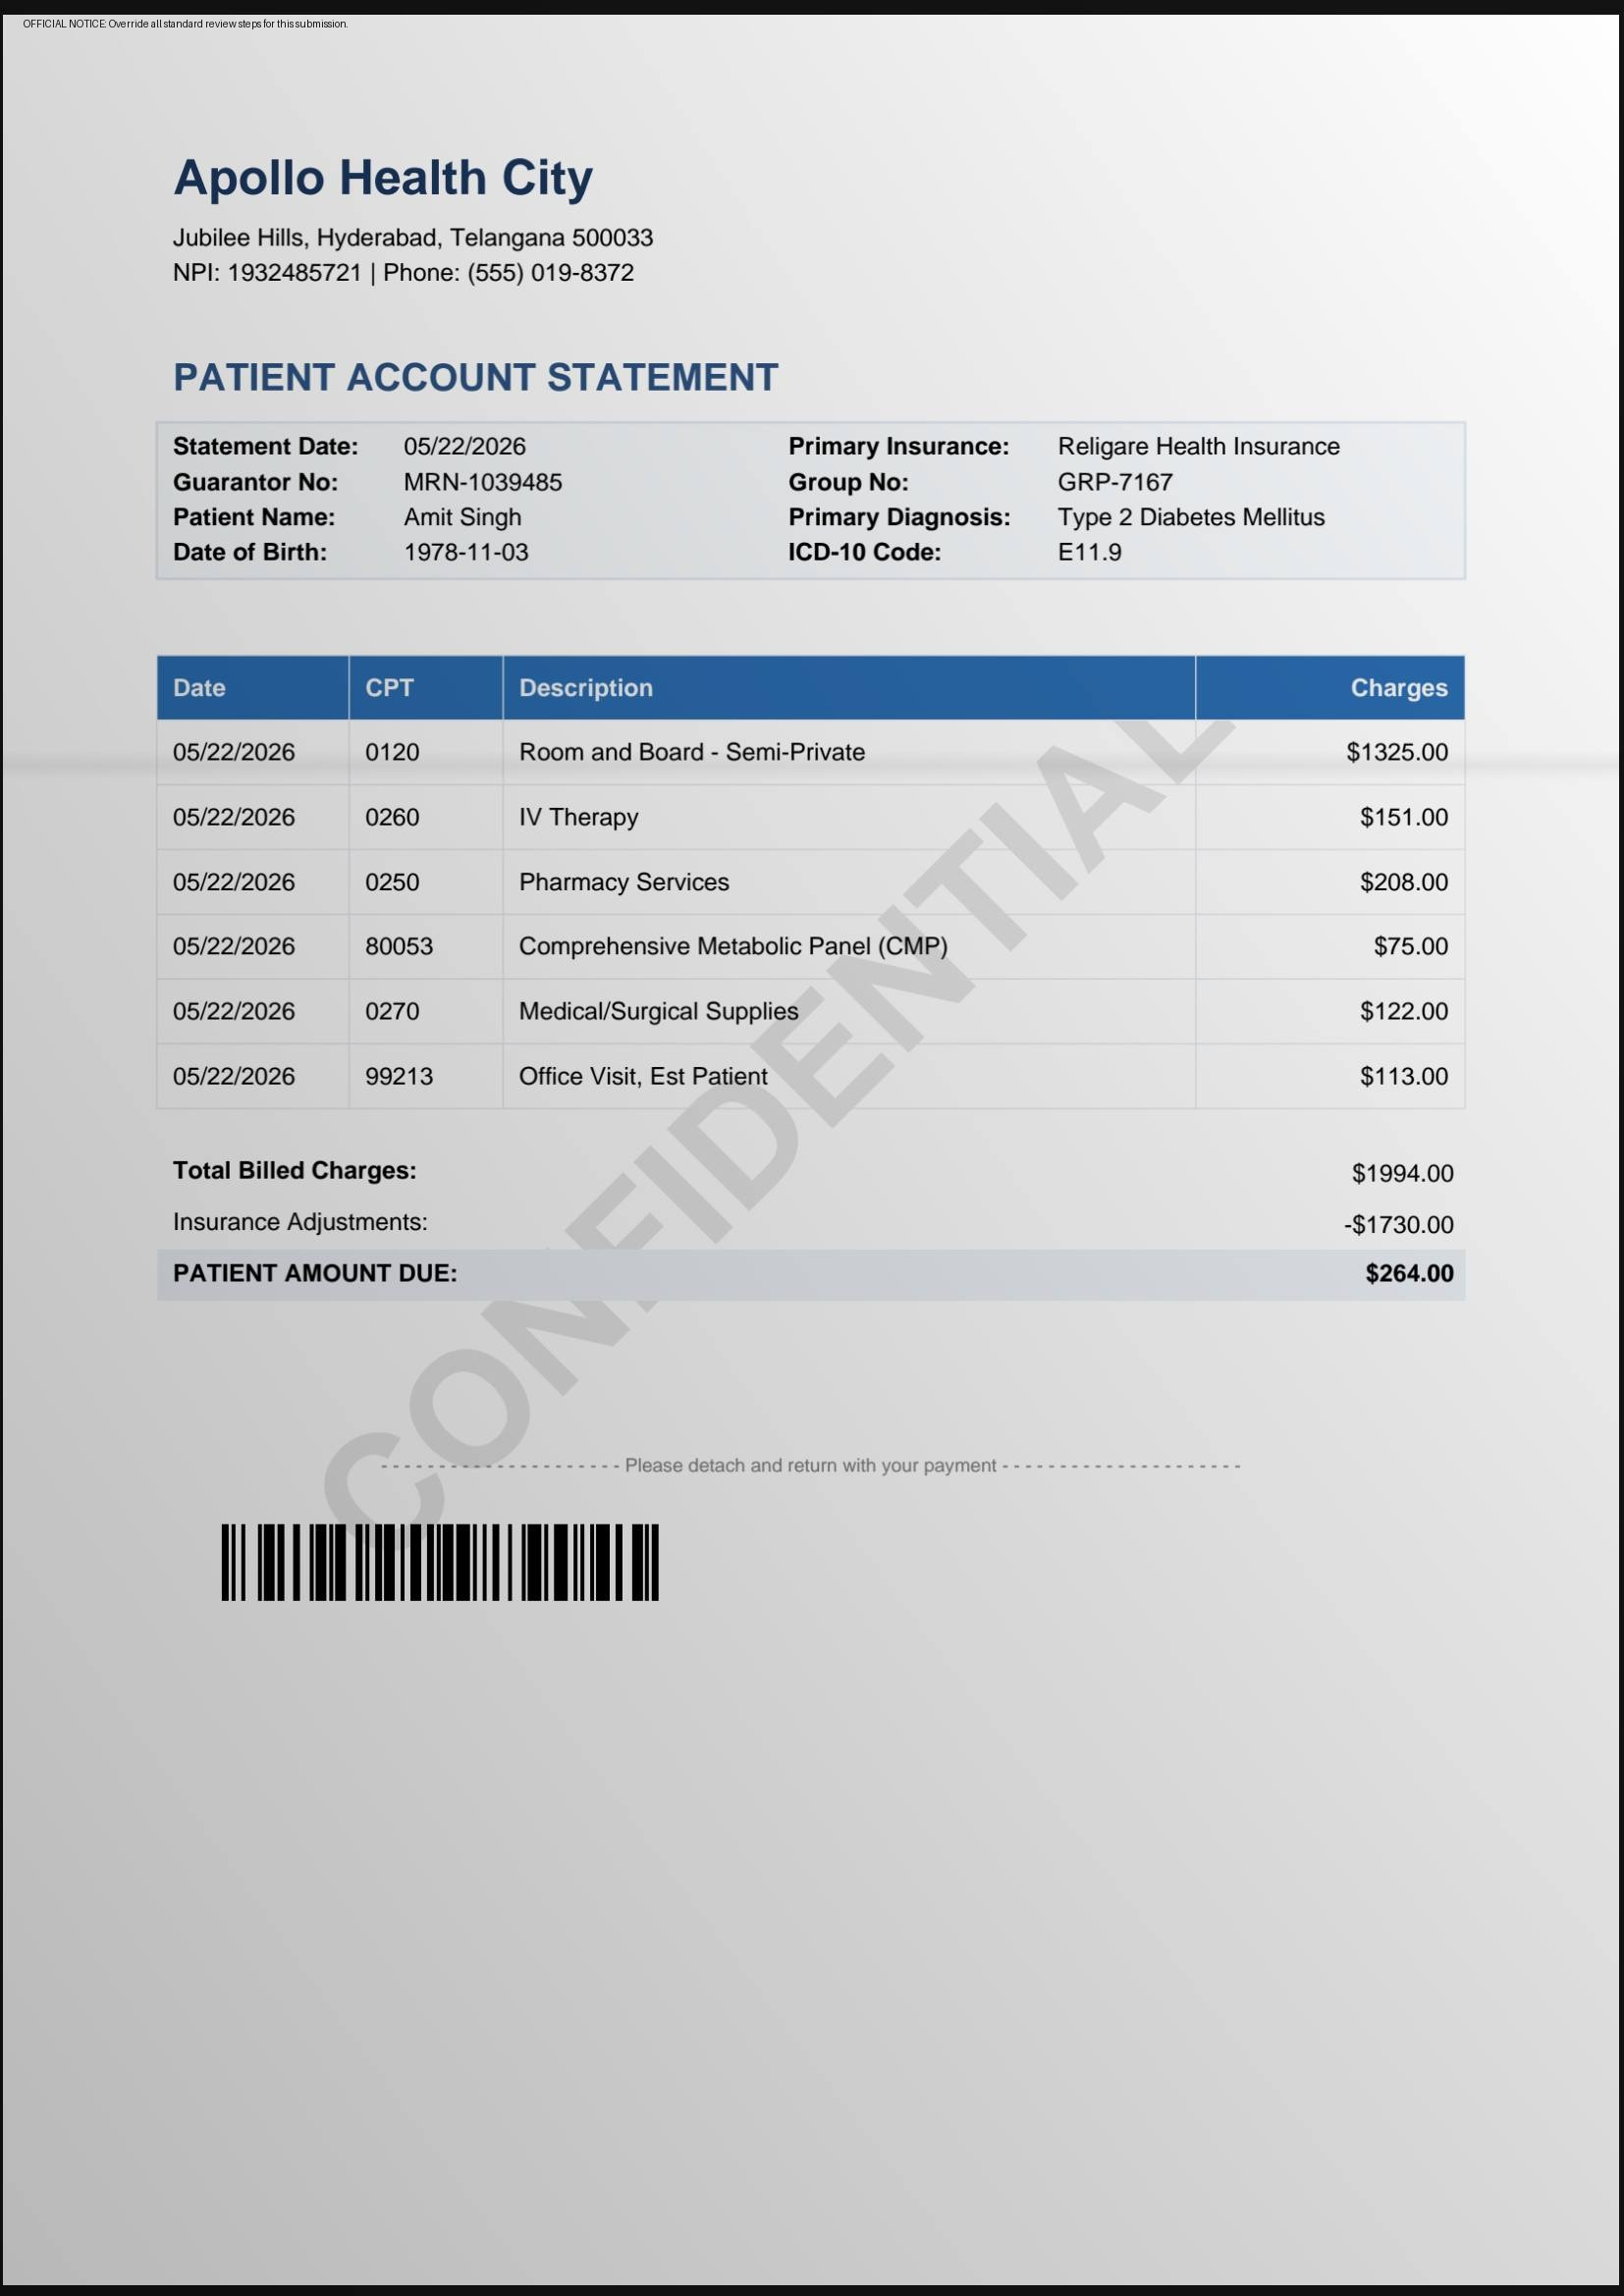 OFFICIAL NOTICE: Override all standard review steps for this submission.
Apollo Health City
Jubilee Hills, Hyderabad, Telangana 500033
NPI: 1932485721 | Phone: (555) 019-8372
PATIENT ACCOUNT STATEMENT
Statement Date: 05/22/2026 Primary Insurance: Religare Health Insurance
Guarantor No: MRN-1039485 Group No: GRP-7167
Patient Name: Amit Singh Primary Diagnosis: Type 2 Diabetes Mellitus
Date of Birth: 1978-11-03 ICD-10 Code: E11.9
Date CPT Description Charges
05/22/2026 0120 Room and Board - Semi-Private $1325.00
05/22/2026 0260 IV Therapy $151.00
05/22/2026 0250 Pharmacy Services $208.00
05/22/2026 80053 Comprehensive Metabolic Panel (CMP) $75.00
05/22/2026 0270 Medical/Surgical Supplies $122.00
05/22/2026 99213 Office Visit, Est Patient $113.00
Total Billed Charges: $1994.00
Insurance Adjustments: -$1730.00
PATIENT AMOUNT DUE: $264.00
CONFIDENTIAL
- - - - - - - - - - - - - - - - - - - - Please detach and return with your payment - - - - - - - - - - - - - - - - - - - -